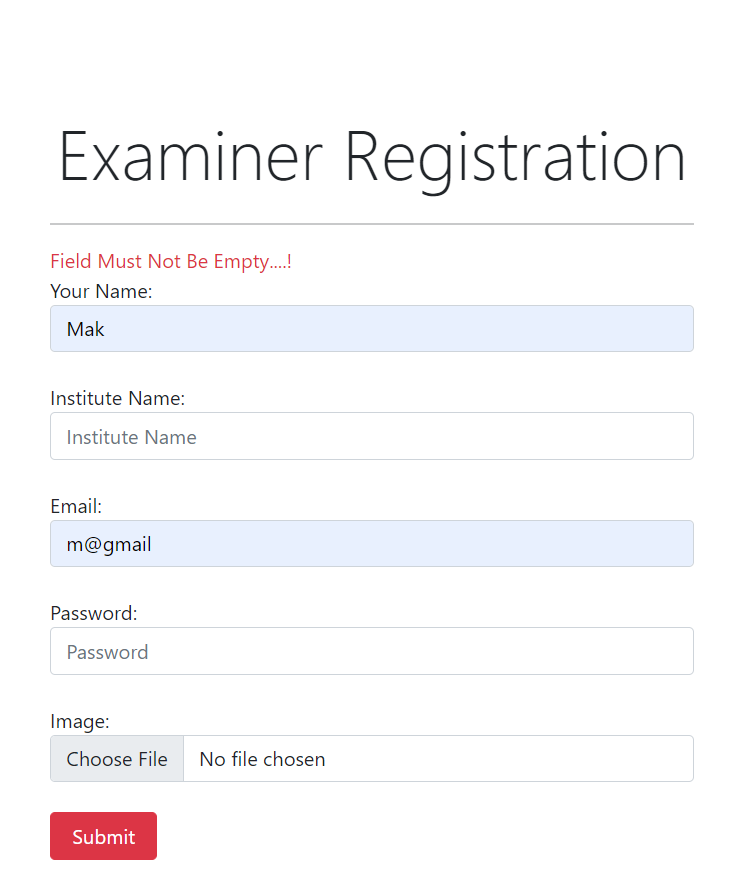 Examiner Registration
Field Must Not Be Empty....!
Your Name:
Mak
Institute Name:
Institute Name
Email:
m@gmail
Password:
Password
Image:
Choose File No file chosen
Submit